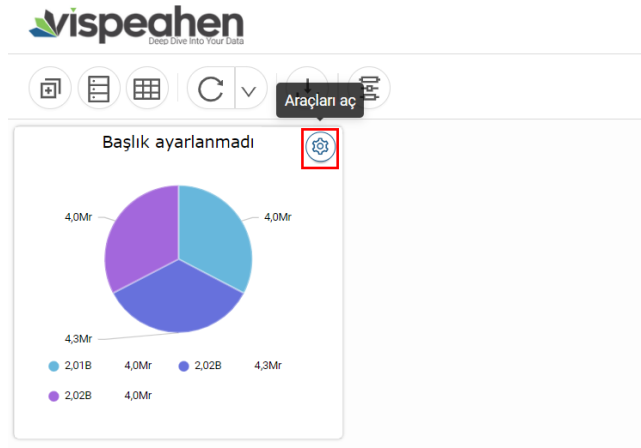 vispeahen
Deep Dive Into Your Data
Araçları aç
Başlık ayarlanmadı
4,0Mr 4,0Mr
4,3Mr
2,01B 4,0Mr 2,02B 4,3Mr
2,02B 4,0Mr